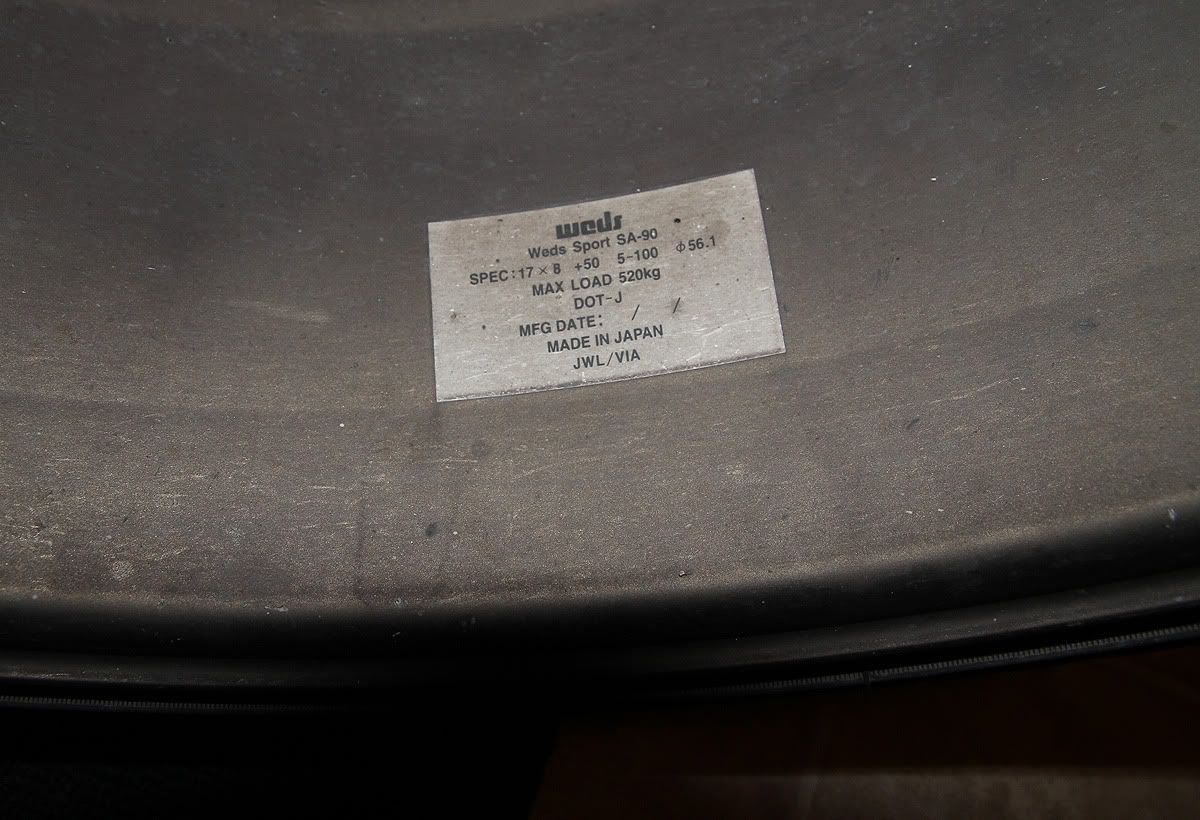 weds
Weds Sport SA-90
SPEC:17×8 +50 5-100 φ56.1
MAX LOAD 520kg
DOT-J
MFG DATE: / /
MADE IN JAPAN
JWL/VIA